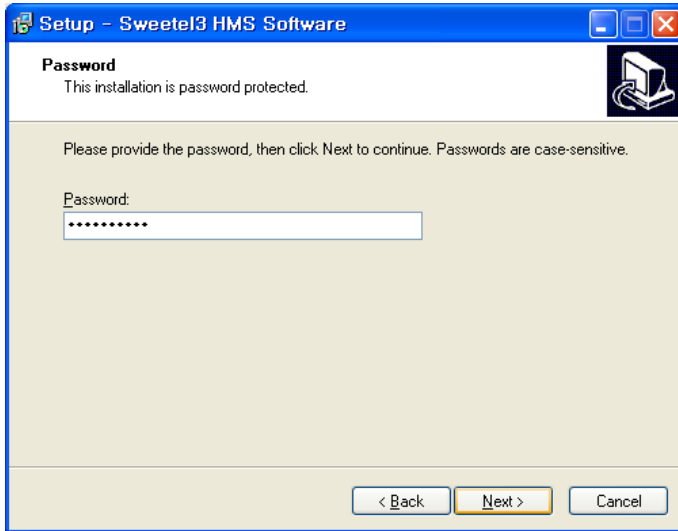 Setup - Sweetel3 HMS Software
Password
This installation is password protected.
Please provide the password, then click Next to continue. Passwords are case-sensitive.
Password:
••••••••••
< Back Next > Cancel